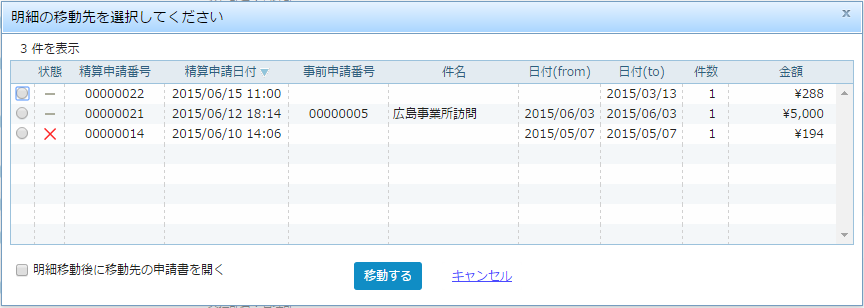 明細の移動先を選択してください x
3 件を表示
状態 精算申請番号 精算申請日付 ▼ 事前申請番号 件名 日付(from) 日付(to) 件数 金額
― 00000022 2015/06/15 11:00 2015/03/13 1 ¥288
― 00000021 2015/06/12 18:14 00000005 広島事業所訪問 2015/06/03 2015/06/03 1 ¥5,000
× 00000014 2015/06/10 14:06 2015/05/07 2015/05/07 1 ¥194
明細移動後に移動先の申請書を開く 移動する キャンセル